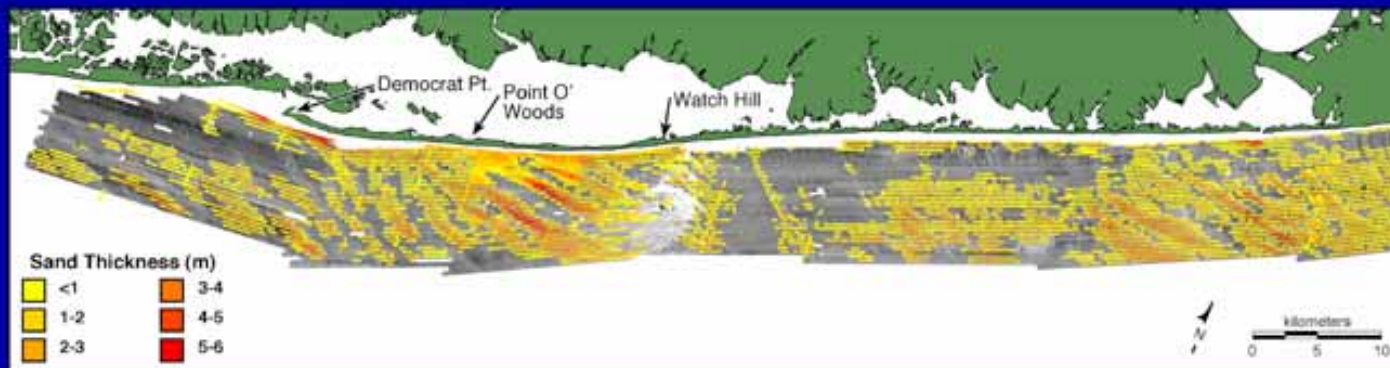 Democrat Pt.
Point O'
Woods
Watch Hill
Sand Thickness (m)
<1
3-4
1-2
4-5
2-3
5-6
N
kilometers
0 5 10